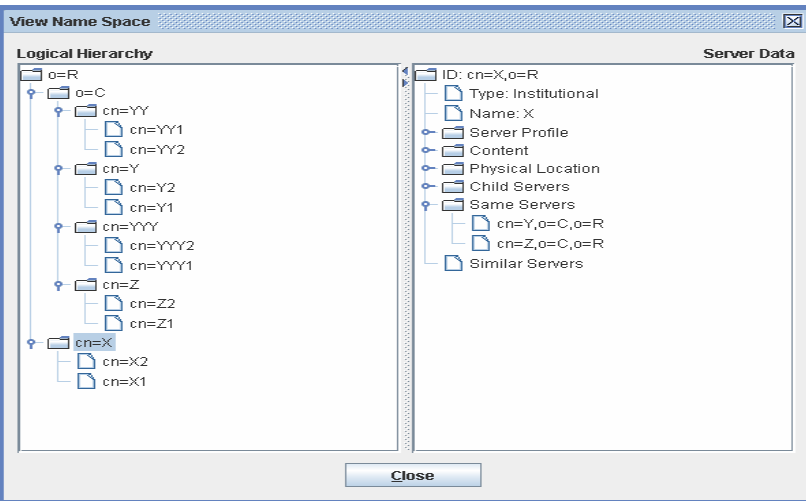 View Name Space
Logical Hierarchy
o=R
o=C
cn=YY
cn=YY1
cn=YY2
cn=Y
cn=Y2
cn=Y1
cn=YYY
cn=YYY2
cn=YYY1
cn=Z
cn=Z2
cn=Z1
cn=X
cn=X2
cn=X1
Server Data
ID: cn=X,o=R
Type: Institutional
Name: X
Server Profile
Content
Physical Location
Child Servers
Same Servers
cn=Y,o=C,o=R
cn=Z,o=C,o=R
Similar Servers
Close